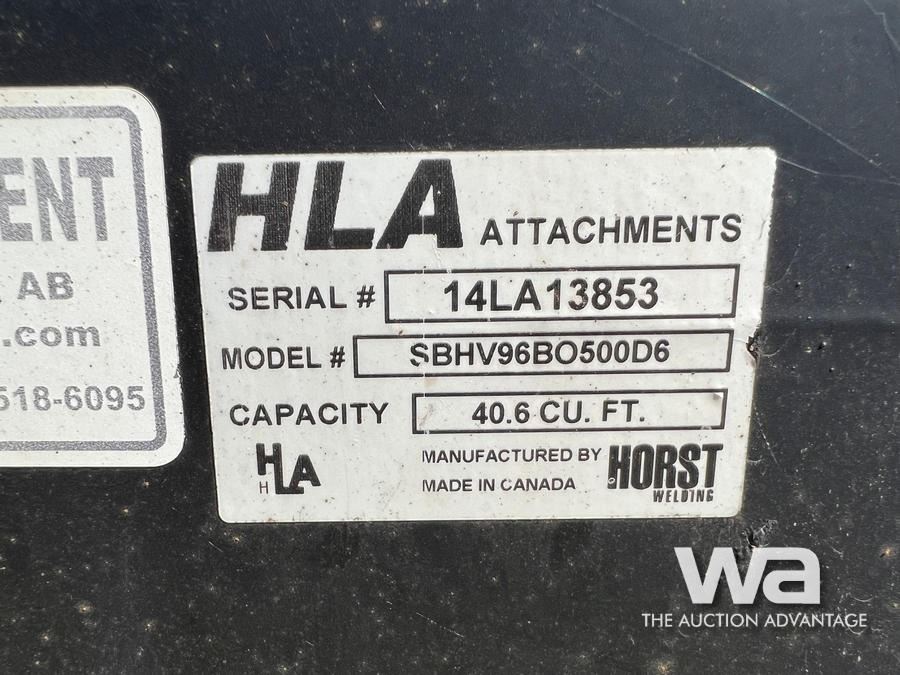 ENT
AB
.com
518-6095
HLA ATTACHMENTS
SERIAL # 14LA13853
MODEL # SBHV96BO500D6
CAPACITY 40.6 CU. FT.
HLA
MANUFACTURED BY HORST
MADE IN CANADA WELDING
wa
THE AUCTION ADVANTAGE